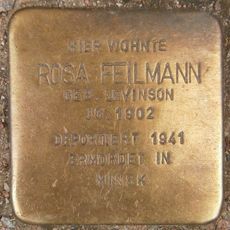 HIER WOHNTE
ROSA FEILMANN
GEB. LEVINSON
JG. 1902
DEPORTIERT 1941
ERMORDET IN
MINSK